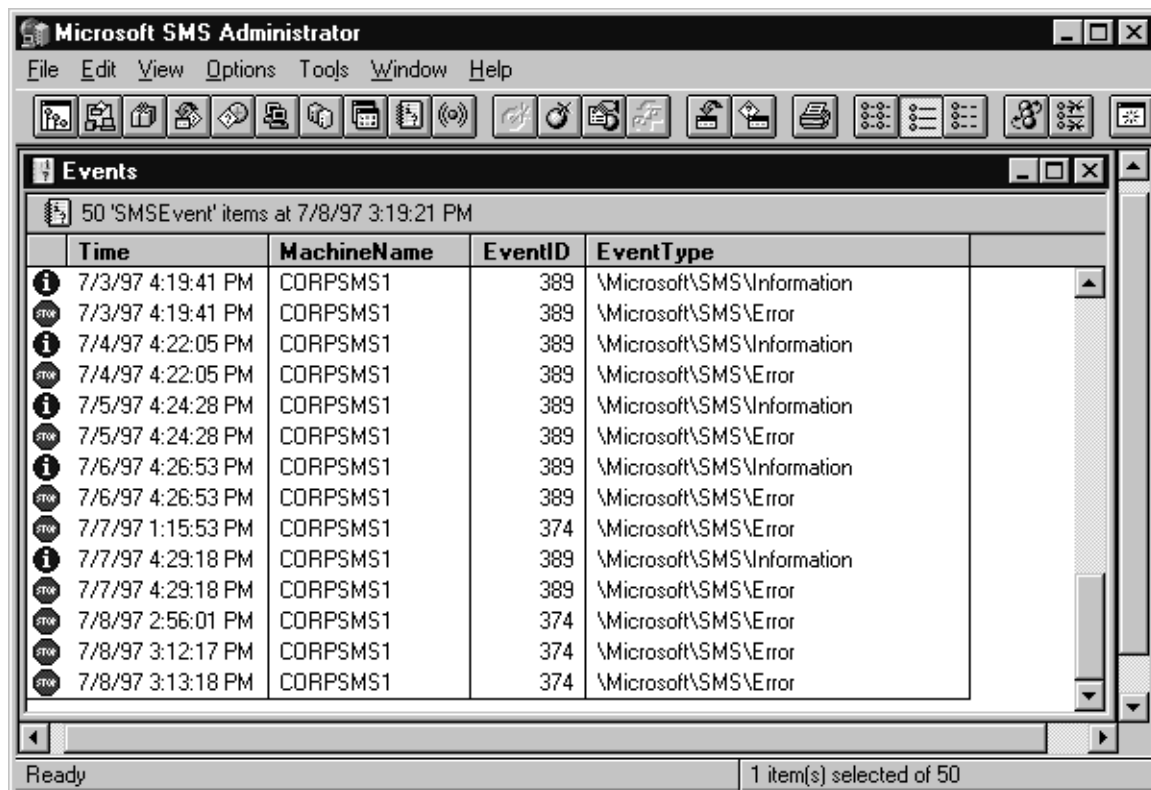 Microsoft SMS Administrator
File Edit View Options Tools Window Help
Events
50 'SMSEvent' items at 7/8/97 3:19:21 PM
Time MachineName EventID EventType
7/3/97 4:19:41 PM CORPSMS1 389 \Microsoft\SMS\Information
STOP 7/3/97 4:19:41 PM CORPSMS1 389 \Microsoft\SMS\Error
7/4/97 4:22:05 PM CORPSMS1 389 \Microsoft\SMS\Information
STOP 7/4/97 4:22:05 PM CORPSMS1 389 \Microsoft\SMS\Error
7/5/97 4:24:28 PM CORPSMS1 389 \Microsoft\SMS\Information
STOP 7/5/97 4:24:28 PM CORPSMS1 389 \Microsoft\SMS\Error
7/6/97 4:26:53 PM CORPSMS1 389 \Microsoft\SMS\Information
STOP 7/6/97 4:26:53 PM CORPSMS1 389 \Microsoft\SMS\Error
STOP 7/7/97 1:15:53 PM CORPSMS1 374 \Microsoft\SMS\Error
7/7/97 4:29:18 PM CORPSMS1 389 \Microsoft\SMS\Information
STOP 7/7/97 4:29:18 PM CORPSMS1 389 \Microsoft\SMS\Error
STOP 7/8/97 2:56:01 PM CORPSMS1 374 \Microsoft\SMS\Error
STOP 7/8/97 3:12:17 PM CORPSMS1 374 \Microsoft\SMS\Error
STOP 7/8/97 3:13:18 PM CORPSMS1 374 \Microsoft\SMS\Error
Ready 1 item(s) selected of 50